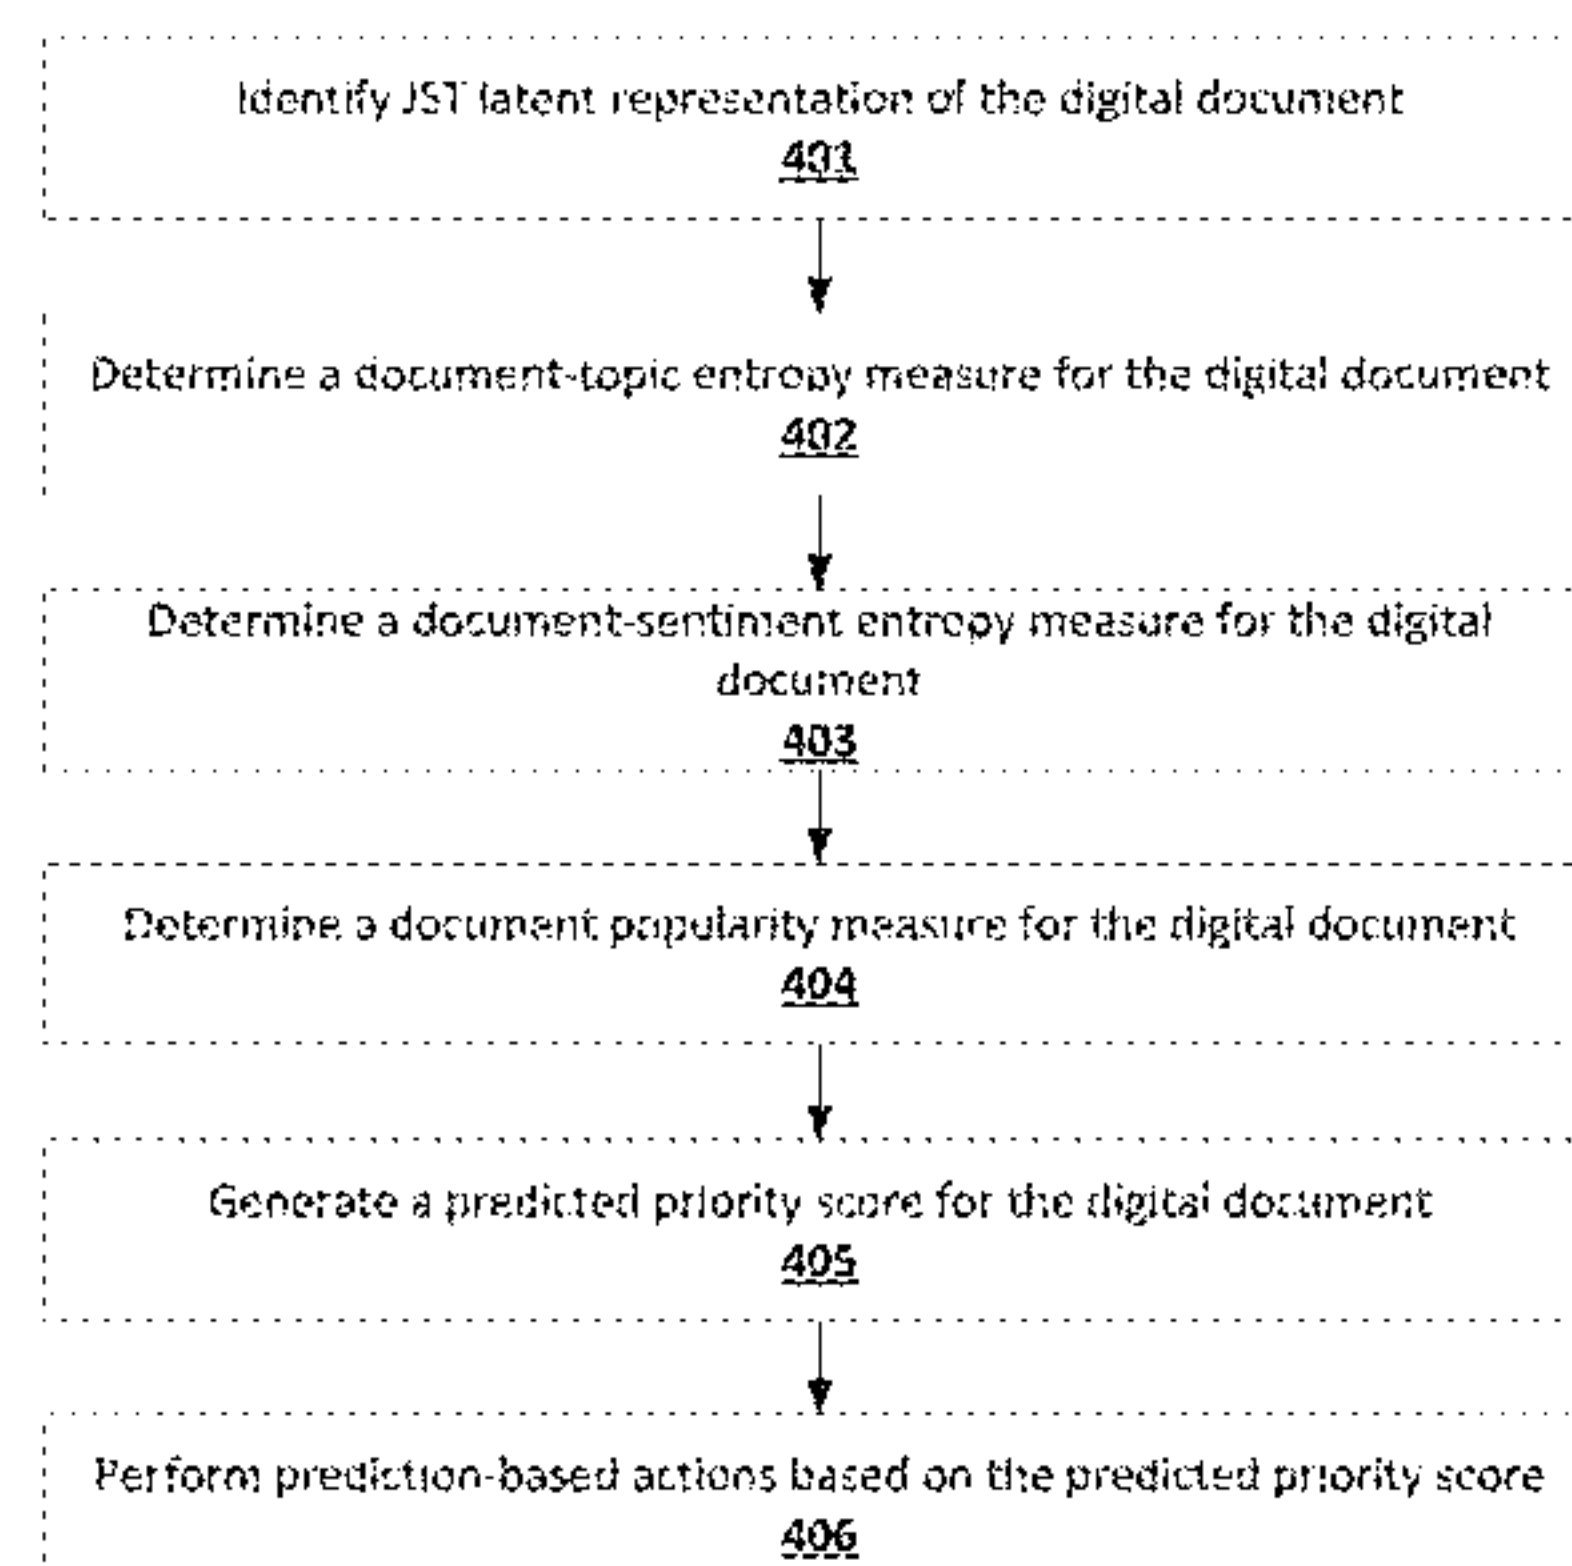 Identify JST latent representation of the digital document
401
Determine a document-topic entropy measure for the digital document
402
Determine a document-sentiment entropy measure for the digital
document
403
Determine a document popularity measure for the digital document
404
Generate a predicted priority score for the digital document
405
Perform prediction-based actions based on the predicted priority score
406